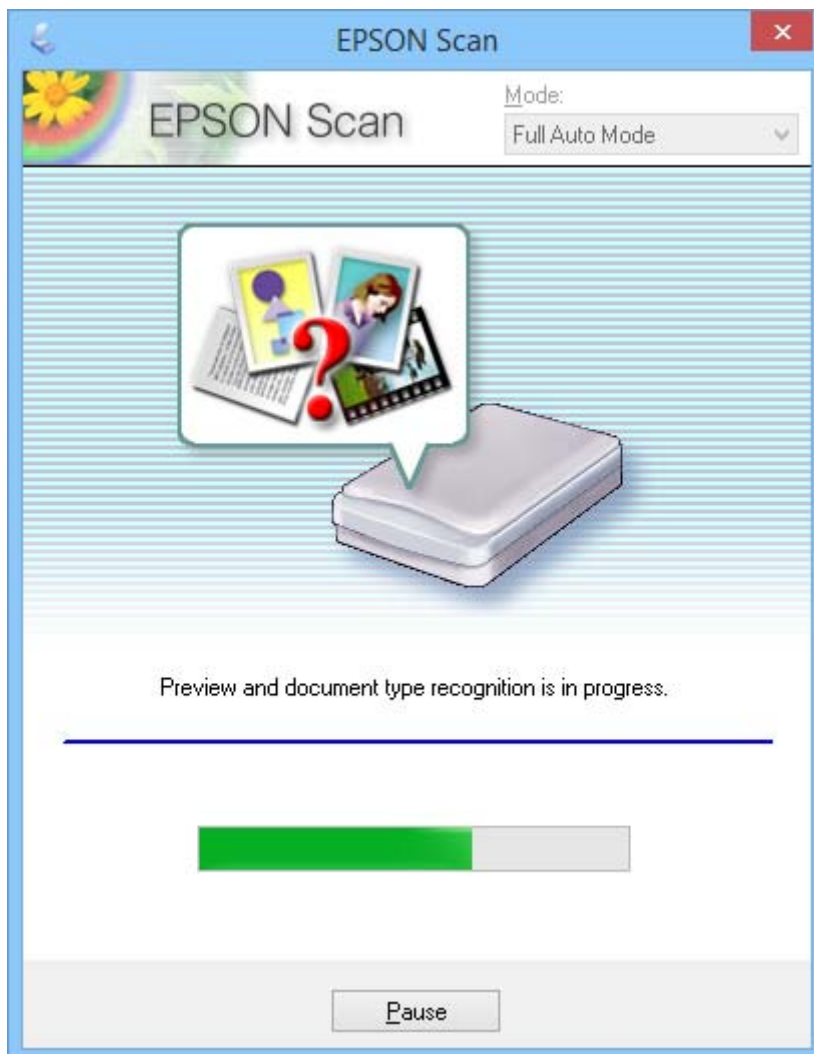 EPSON Scan
EPSON Scan
Mode:
Full Auto Mode
Preview and document type recognition is in progress.
Pause